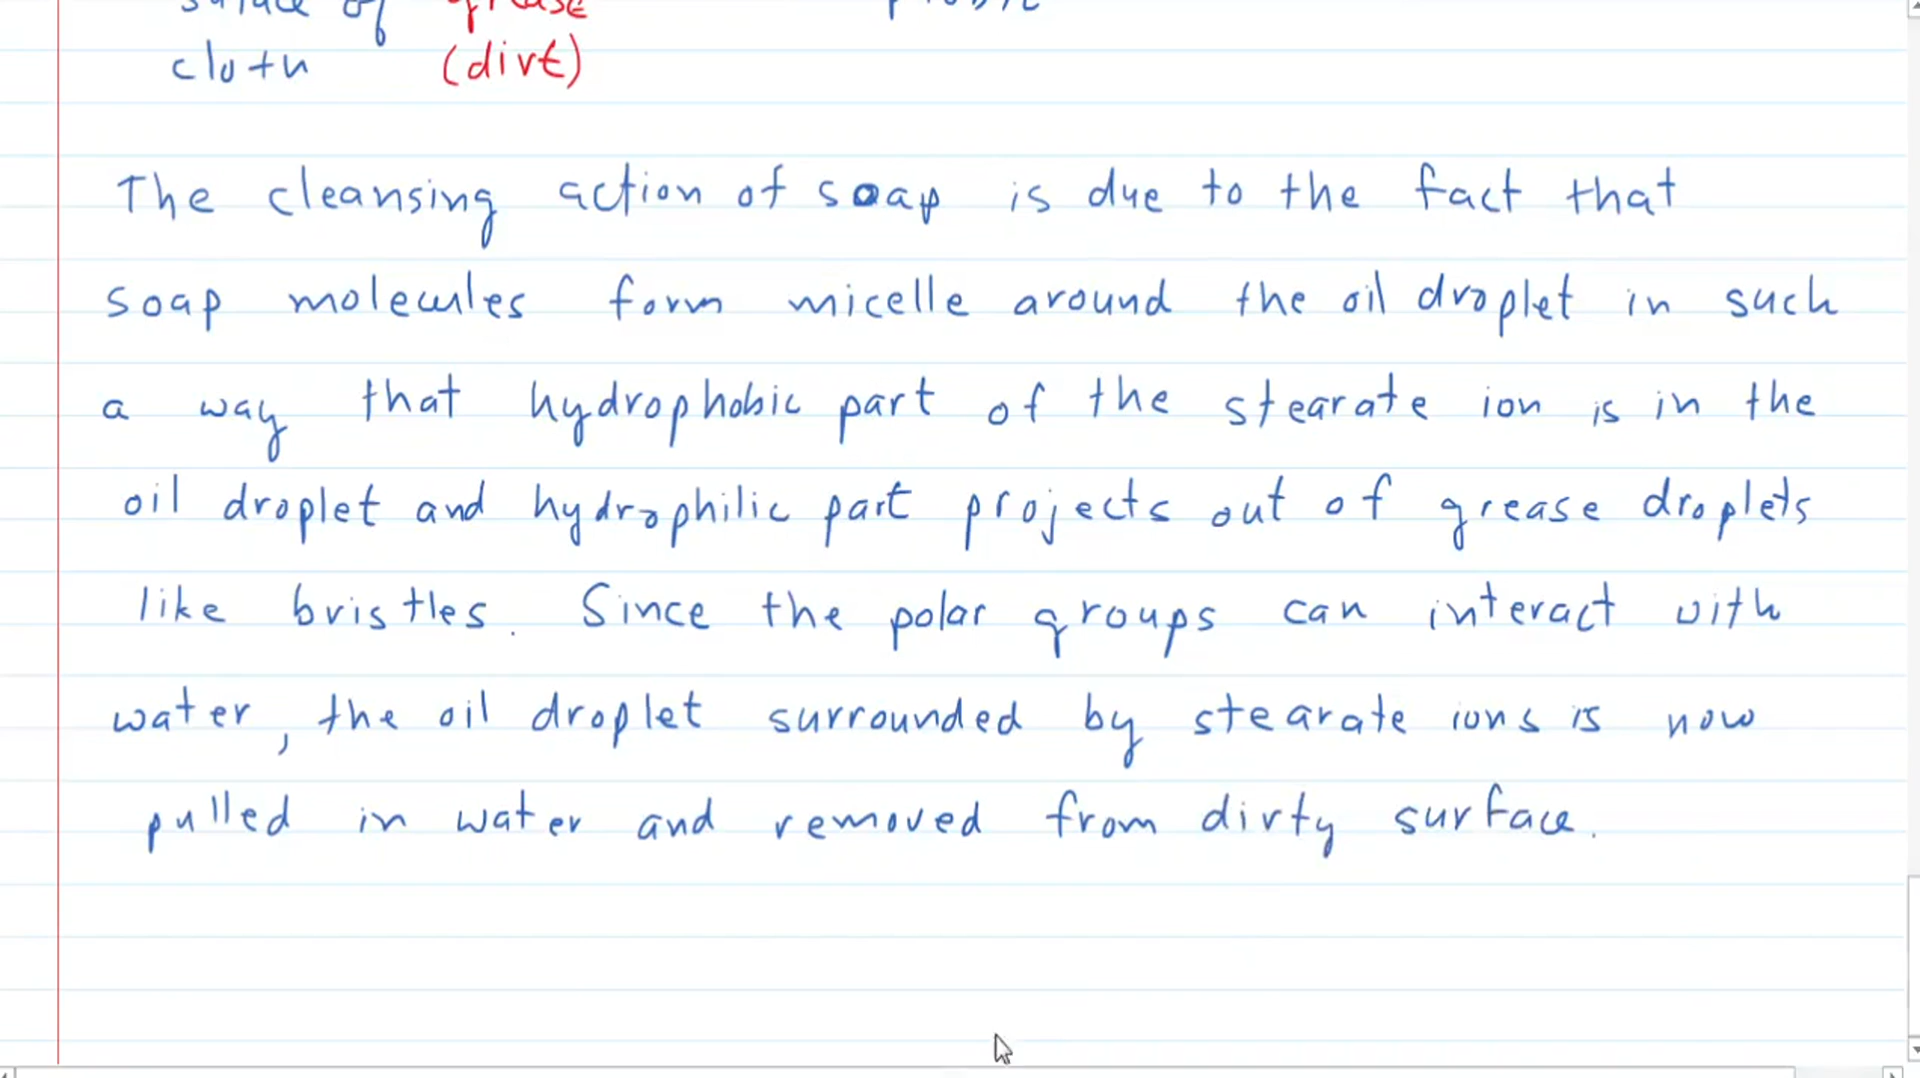 surface of grease
cloth (dirt)
The cleansing action of soap is due to the fact that
soap molecules form micelle around the oil droplet in such
a way that hydrophobic part of the stearate ion is in the
oil droplet and hydrophilic part projects out of grease droplets
like bristles. Since the polar groups can interact with
water, the oil droplet surrounded by stearate ions is now
pulled in water and removed from dirty surface.